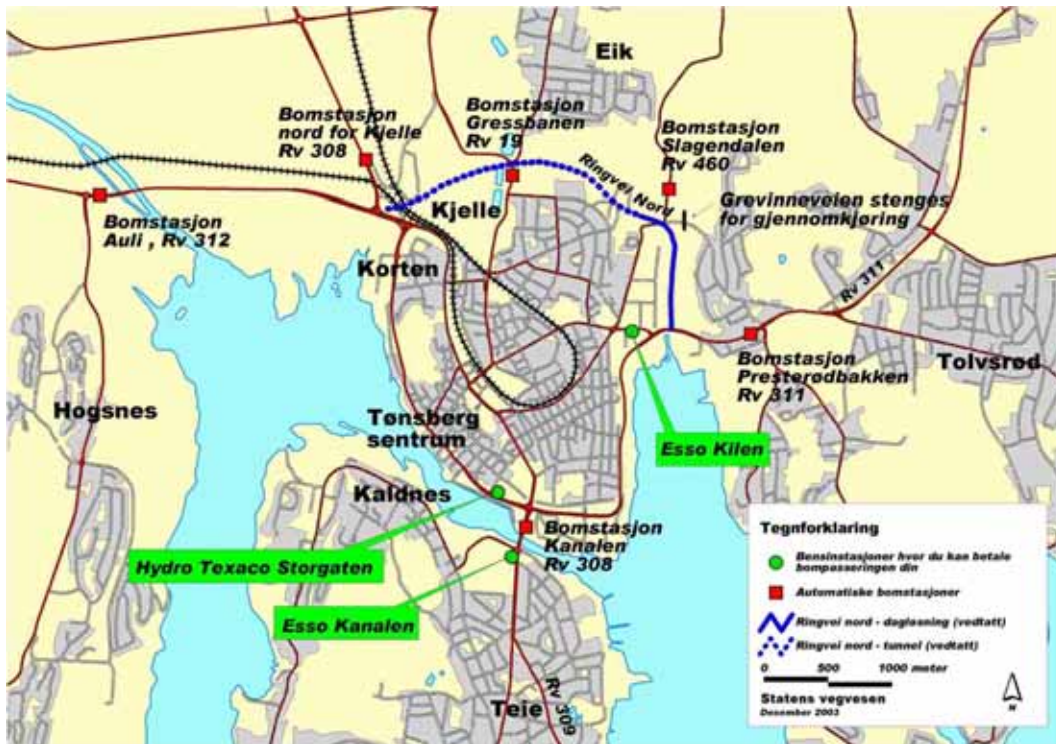 Eik
Bomstasjon
nord for Kjelle
Rv 308
Bomstasjon
Gressbanen
Rv 19
Bomstasjon
Slagendalen
Rv 460
Ringvei Nord
Grevinneveien stenges
for gjennomkjøring
Bomstasjon
Auli , Rv 312
Kjelle
Korten
Rv 311
Bomstasjon
Presterødbakken
Rv 311
Tolvsrød
Hogsnes
Tønsberg
sentrum
Esso Kilen
Kaldnes
Bomstasjon
Kanalen
Rv 308
Hydro Texaco Storgaten
Esso Kanalen
Teie
Rv 309
Tegnforklaring
Bensinstasjoner hvor du kan betale
bompasseringen din
Automatiske bomstasjoner
Ringvei nord - dagløsning (vedtatt)
Ringvei nord - tunnel (vedtatt)
0 500 1000 meter
Statens vegvesen
Desember 2003
N